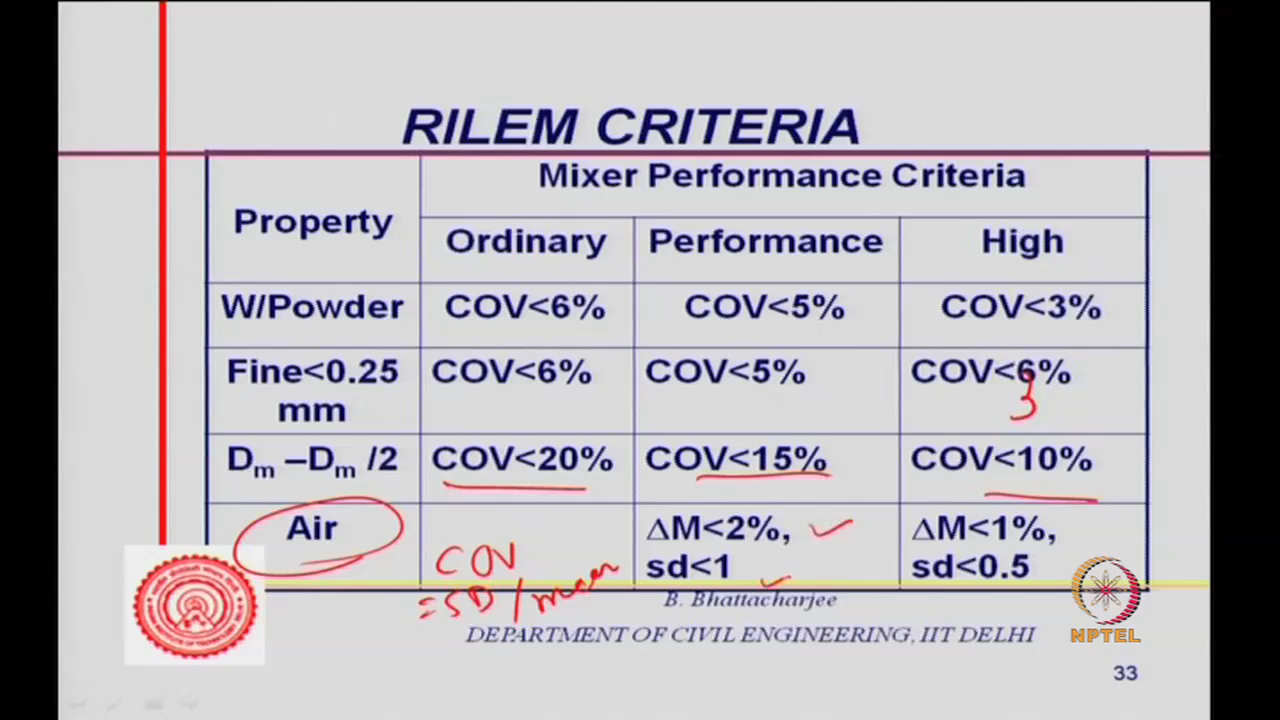 RILEM CRITERIA
Property
Mixer Performance Criteria
Ordinary
Performance
High
W/Powder
COV<6%
COV<5%
COV<3%
Fine<0.25
mm
COV<6%
COV<5%
COV<6%
3
Dm –Dm /2
COV<20%
COV<15%
COV<10%
Air
COV
=SD/mean
ΔM<2%,
sd<1
ΔM<1%,
sd<0.5
B. Bhattacharjee
DEPARTMENT OF CIVIL ENGINEERING, IIT DELHI
NPTEL
33